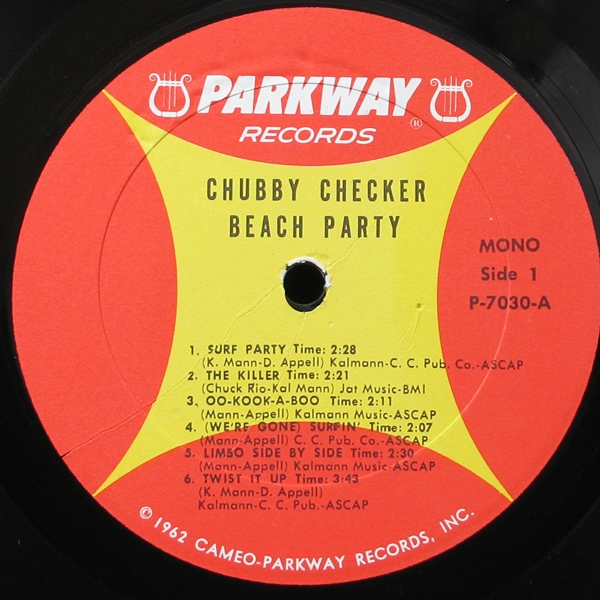 PARKWAY ®
RECORDS
CHUBBY CHECKER
BEACH PARTY
MONO
Side 1
P-7030-A
1. SURF PARTY Time: 2:28
(K. Mann-D. Appell) Kalmann-C. C. Pub. Co.-ASCAP
2. THE KILLER Time: 2:21
(Chuck Rio-Kal Mann) Jat Music-BMI
3. OO-KOOK-A-BOO Time: 2:11
(Mann-Appell) Kalmann Music-ASCAP
4. (WE'RE GONE) SURFIN' Time: 2:07
(Mann-Appell) C. C. Pub. Co.-ASCAP
5. LIMBO SIDE BY SIDE Time: 2:30
(Mann-Appell) Kalmann Music-ASCAP
6. TWIST IT UP Time: 3:43
(K. Mann-D. Appell)
Kalmann-C. C. Pub.-ASCAP
© 1962 CAMEO-PARKWAY RECORDS, INC.